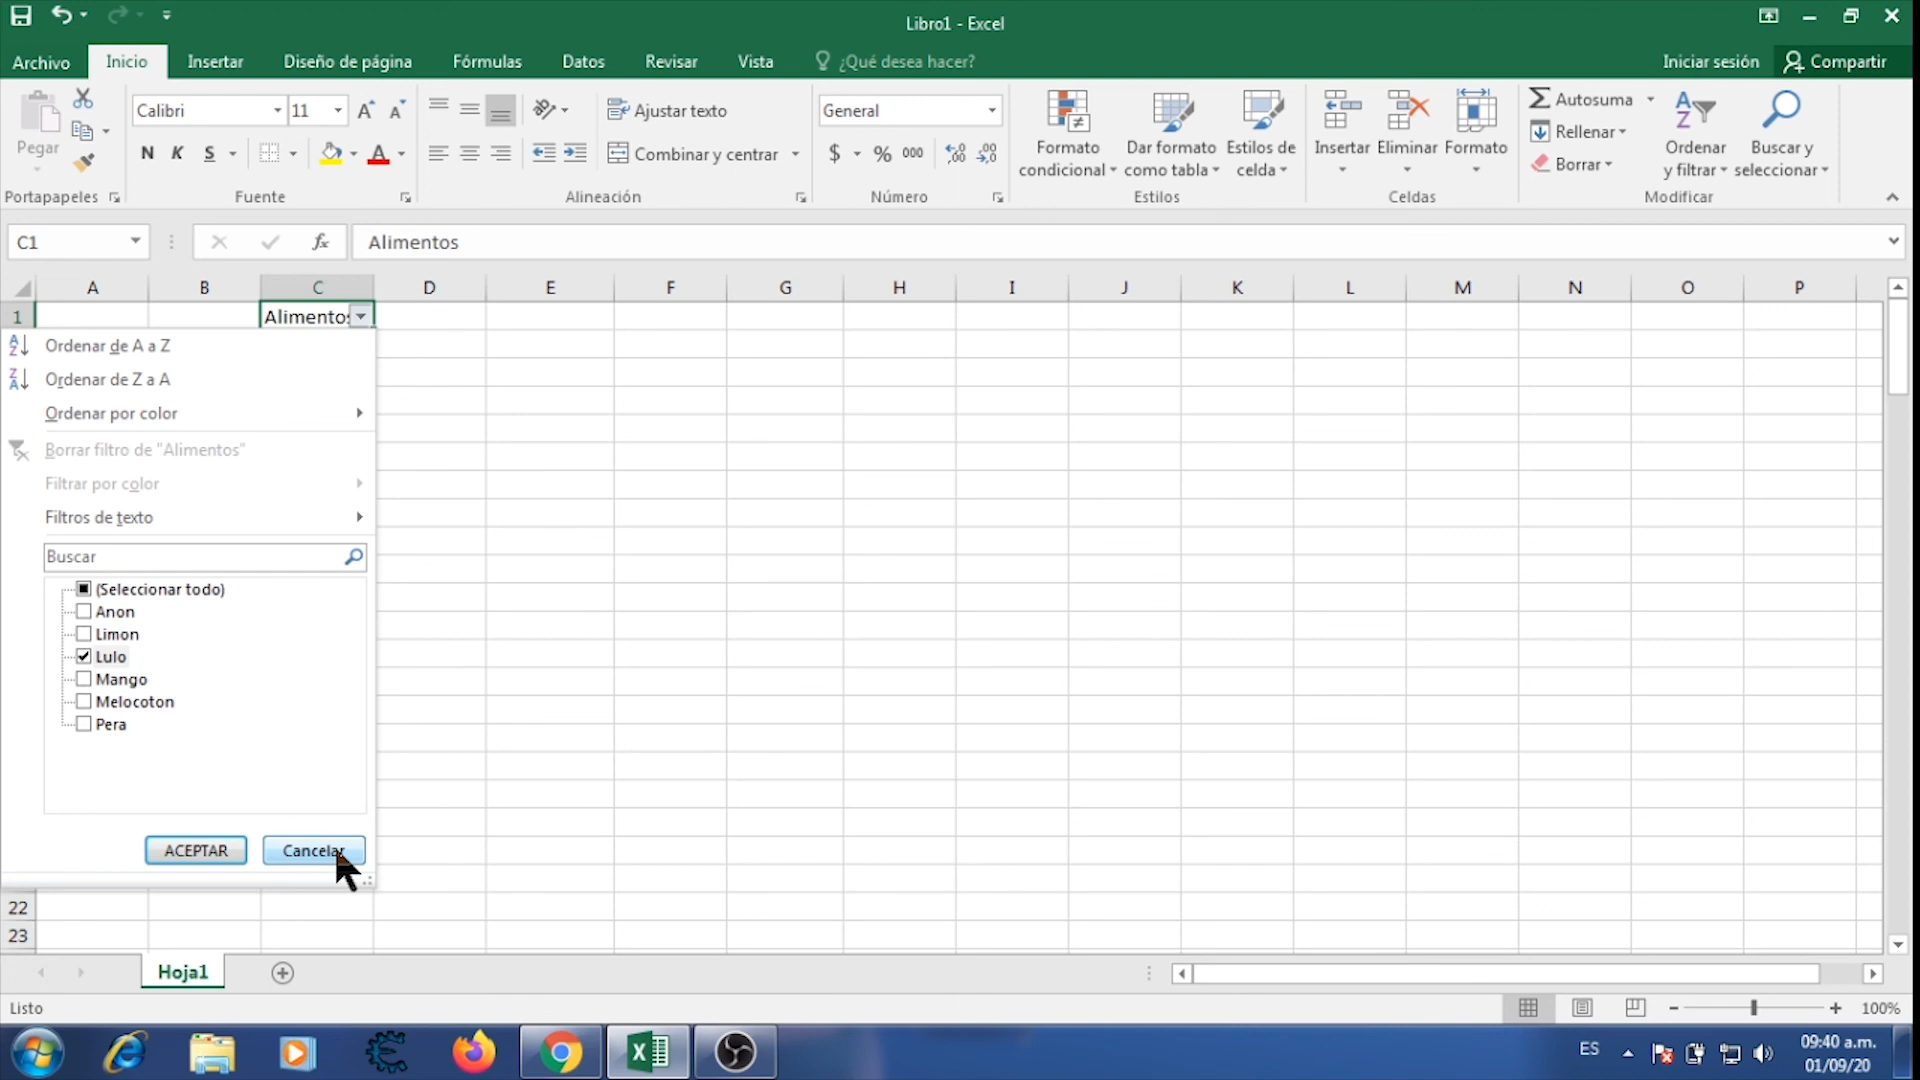 Libro1 - Excel
Archivo Inicio Insertar Diseño de página Fórmulas Datos Revisar Vista ¿Qué desea hacer? Iniciar sesión Compartir
Calibri 11 Ajustar texto General Autosuma
Pegar N K S A Combinar y centrar $ % 000 Formato condicional Dar formato como tabla Estilos de celda Insertar Eliminar Formato Rellenar Borrar Ordenar y filtrar Buscar y seleccionar
Portapapeles Fuente Alineación Número Estilos Celdas Modificar
C1 fx Alimentos
A B C D E F G H I J K L M N O P
1 Alimentos
Ordenar de A a Z
Ordenar de Z a A
Ordenar por color
Borrar filtro de "Alimentos"
Filtrar por color
Filtros de texto
Buscar
(Seleccionar todo)
Anon
Limon
Lulo
Mango
Melocoton
Pera
ACEPTAR Cancelar
22
23
Hoja1
Listo 100%
ES 09:40 a.m.
01/09/20